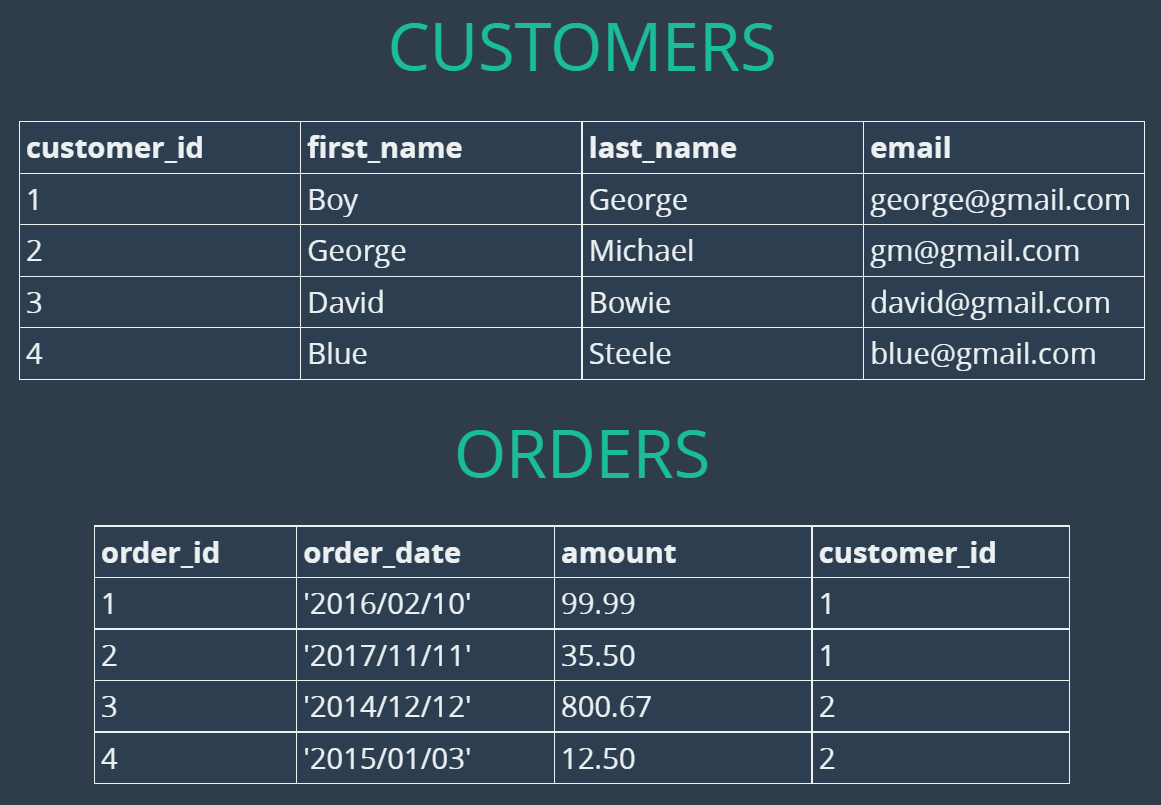 CUSTOMERS
customer_id first_name last_name email
1 Boy George george@gmail.com
2 George Michael gm@gmail.com
3 David Bowie david@gmail.com
4 Blue Steele blue@gmail.com
ORDERS
order_id order_date amount customer_id
1 '2016/02/10' 99.99 1
2 '2017/11/11' 35.50 1
3 '2014/12/12' 800.67 2
4 '2015/01/03' 12.50 2